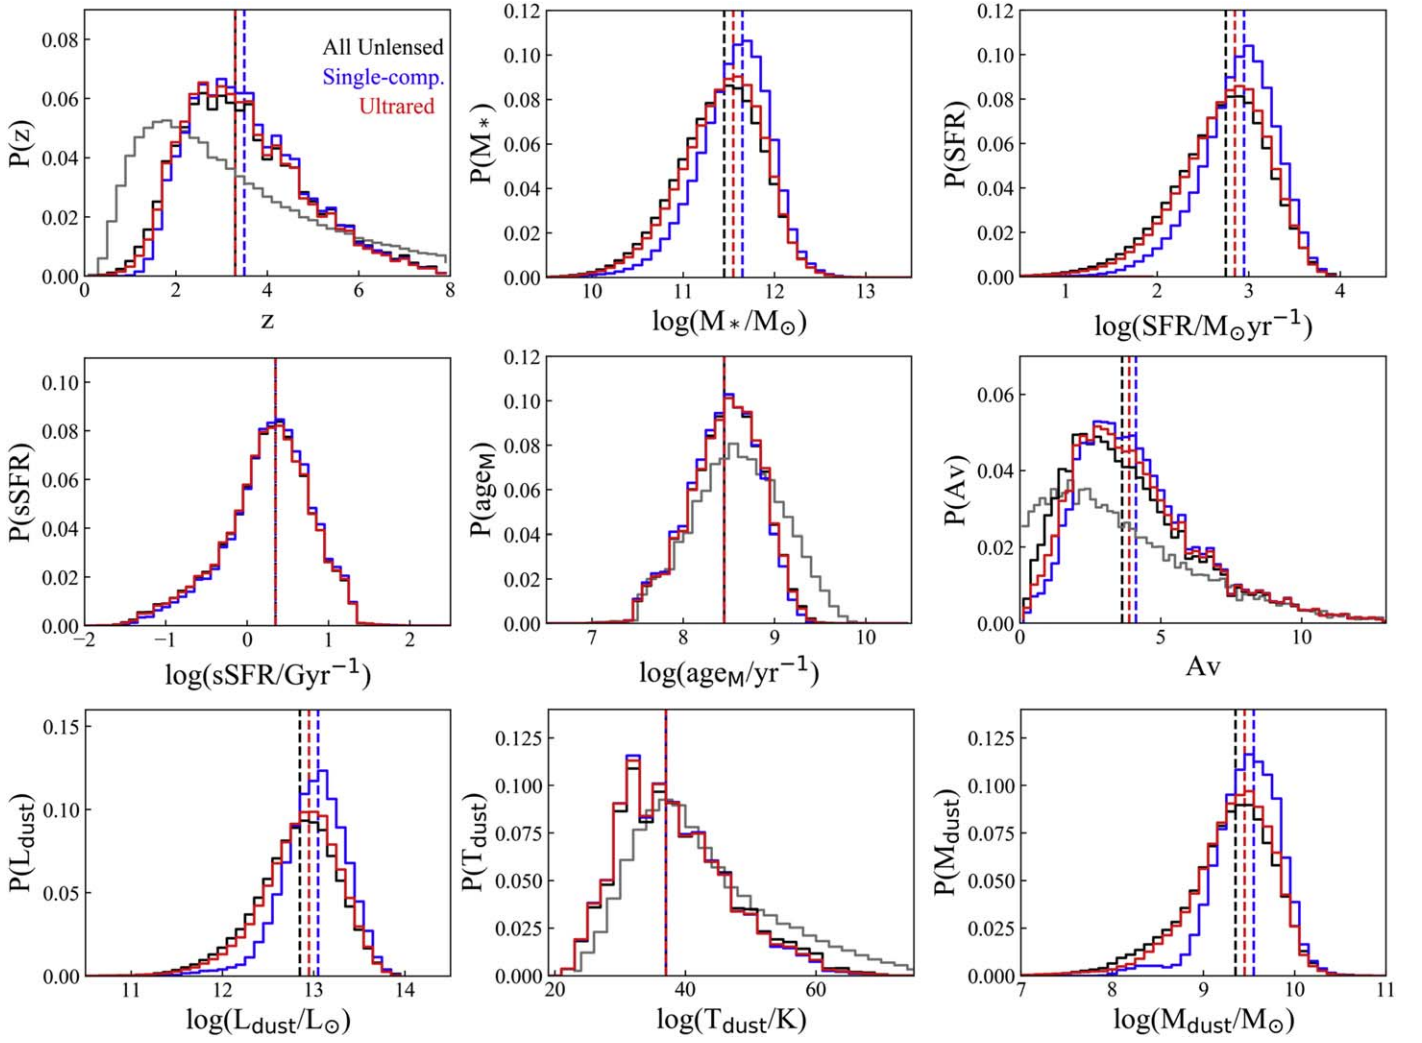 0.08
0.06
0.04
0.02
0.00
P(z)
All Unlensed
Single-comp.
Ultrared
0 2 4 6 8
z
0.12
0.10
0.08
0.06
0.04
0.02
0.00
P(M∗)
10 11 12 13
log(M∗/M⊙)
0.12
0.10
0.08
0.06
0.04
0.02
0.00
P(SFR)
1 2 3 4
log(SFR/M⊙yr⁻¹)
0.10
0.08
0.06
0.04
0.02
0.00
P(sSFR)
−2 −1 0 1 2
log(sSFR/Gyr⁻¹)
0.12
0.10
0.08
0.06
0.04
0.02
0.00
P(ageM)
7 8 9 10
log(ageM/yr⁻¹)
0.06
0.04
0.02
0.00
P(Av)
0 5 10
Av
0.15
0.10
0.05
0.00
P(Ldust)
11 12 13 14
log(Ldust/L⊙)
0.125
0.100
0.075
0.050
0.025
0.000
P(Tdust)
20 40 60
log(Tdust/K)
0.125
0.100
0.075
0.050
0.025
0.000
P(Mdust)
7 8 9 10 11
log(Mdust/M⊙)